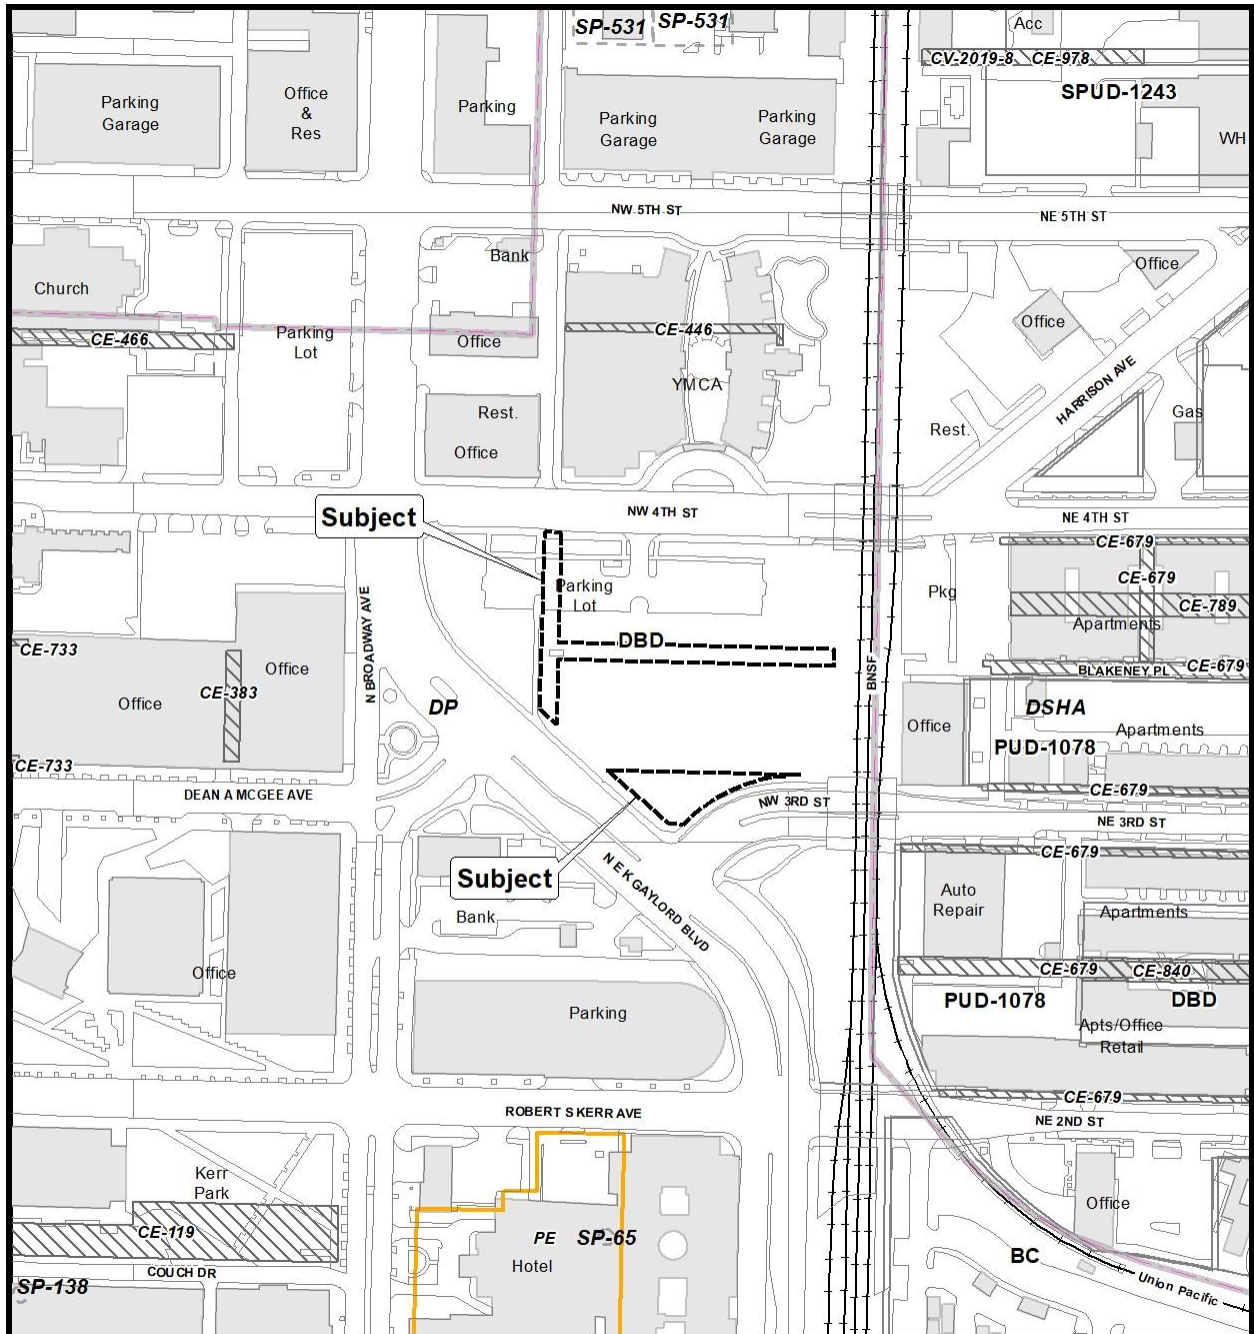 SP-531
SP-531
Acc
CV-2019-8
CE-978
SPUD-1243
Parking
Garage
Office
&
Res
Parking
Parking
Garage
Parking
Garage
WH
NW 5TH ST
NE 5TH ST
Bank
Office
Church
CE-466
Parking
Lot
Office
CE-446
Office
YMCA
HARRISON AVE
Rest.
Office
Rest.
Gas
Subject
NW 4TH ST
NE 4TH ST
CE-679
Parking
Lot
Pkg
CE-679
CE-789
Apartments
N BROADWAY AVE
DBD
CE-733
Office
CE-383
Office
BNSF
BLAKENEY PL
CE-679
DP
DSHA
Office
Apartments
PUD-1078
CE-733
DEAN A MCGEE AVE
CE-679
NW 3RD ST
NE 3RD ST
CE-679
Subject
N E K GAYLORD BLVD
Bank
Auto
Repair
Apartments
Office
CE-679
CE-840
PUD-1078
DBD
Parking
Apts/Office
Retail
CE-679
ROBERT S KERR AVE
NE 2ND ST
Kerr
Park
Office
CE-119
PE
SP-65
Hotel
BC
COUCH DR
SP-138
Union Pacific